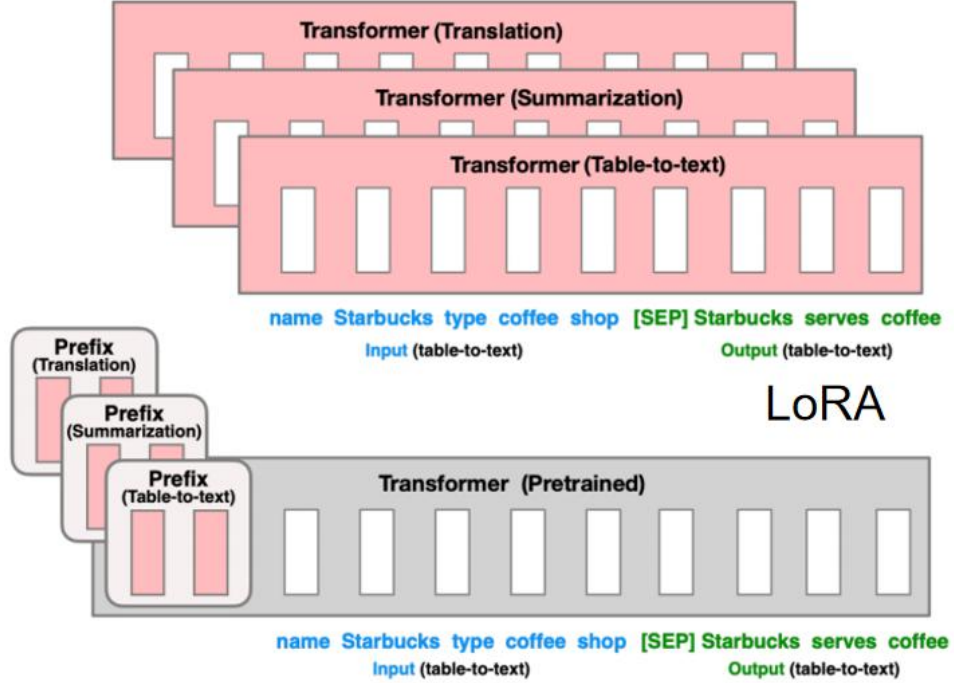 Transformer (Translation)
Transformer (Summarization)
Transformer (Table-to-text)
name Starbucks type coffee shop [SEP] Starbucks serves coffee
Input (table-to-text) Output (table-to-text)
Prefix
(Translation)
LoRA
Prefix
(Summarization)
Prefix
(Table-to-text)
Transformer (Pretrained)
name Starbucks type coffee shop [SEP] Starbucks serves coffee
Input (table-to-text) Output (table-to-text)